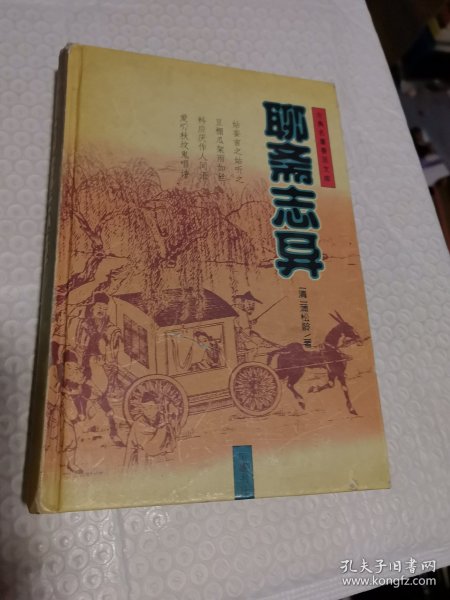 聊斋志异
[清]蒲松龄/著
姑妄言之姑听之
豆棚瓜架雨如丝
料应厌作人间语
爱听秋坟鬼唱诗
孔夫子旧书网
www.kongfz.com